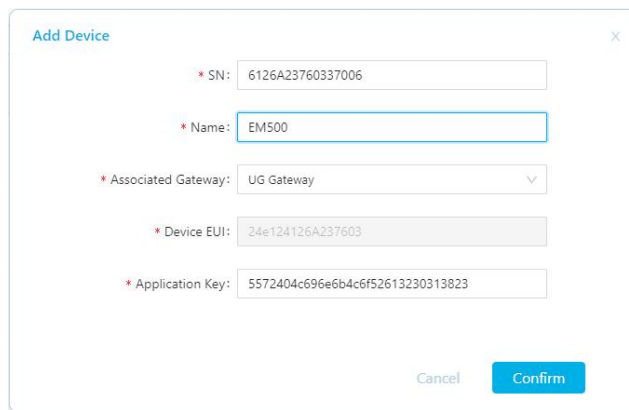 Add Device
* SN: 6126A23760337006
* Name: EM500
* Associated Gateway: UG Gateway
* Device EUI: 24e124126A237603
* Application Key: 5572404c696e6b4c6f52613230313823
Cancel Confirm